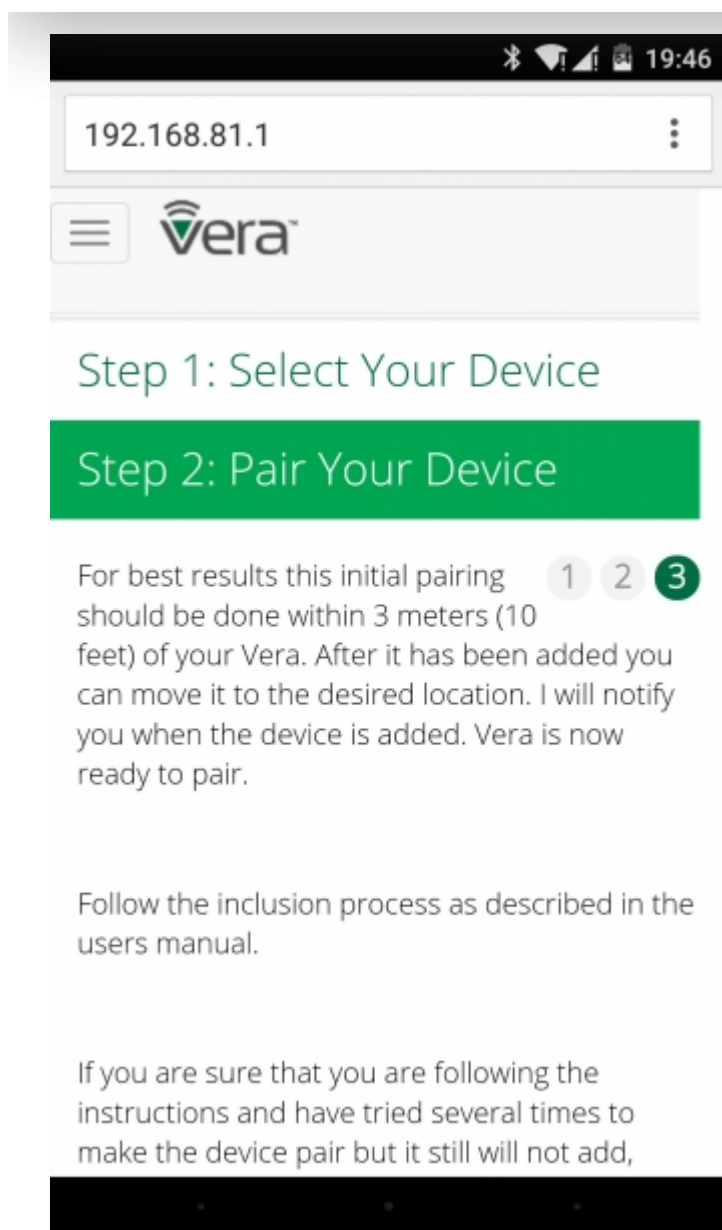 64 19:46
192.168.81.1
vera™
Step 1: Select Your Device
Step 2: Pair Your Device
For best results this initial pairing 1 2 3
should be done within 3 meters (10
feet) of your Vera. After it has been added you
can move it to the desired location. I will notify
you when the device is added. Vera is now
ready to pair.
Follow the inclusion process as described in the
users manual.
If you are sure that you are following the
instructions and have tried several times to
make the device pair but it still will not add,